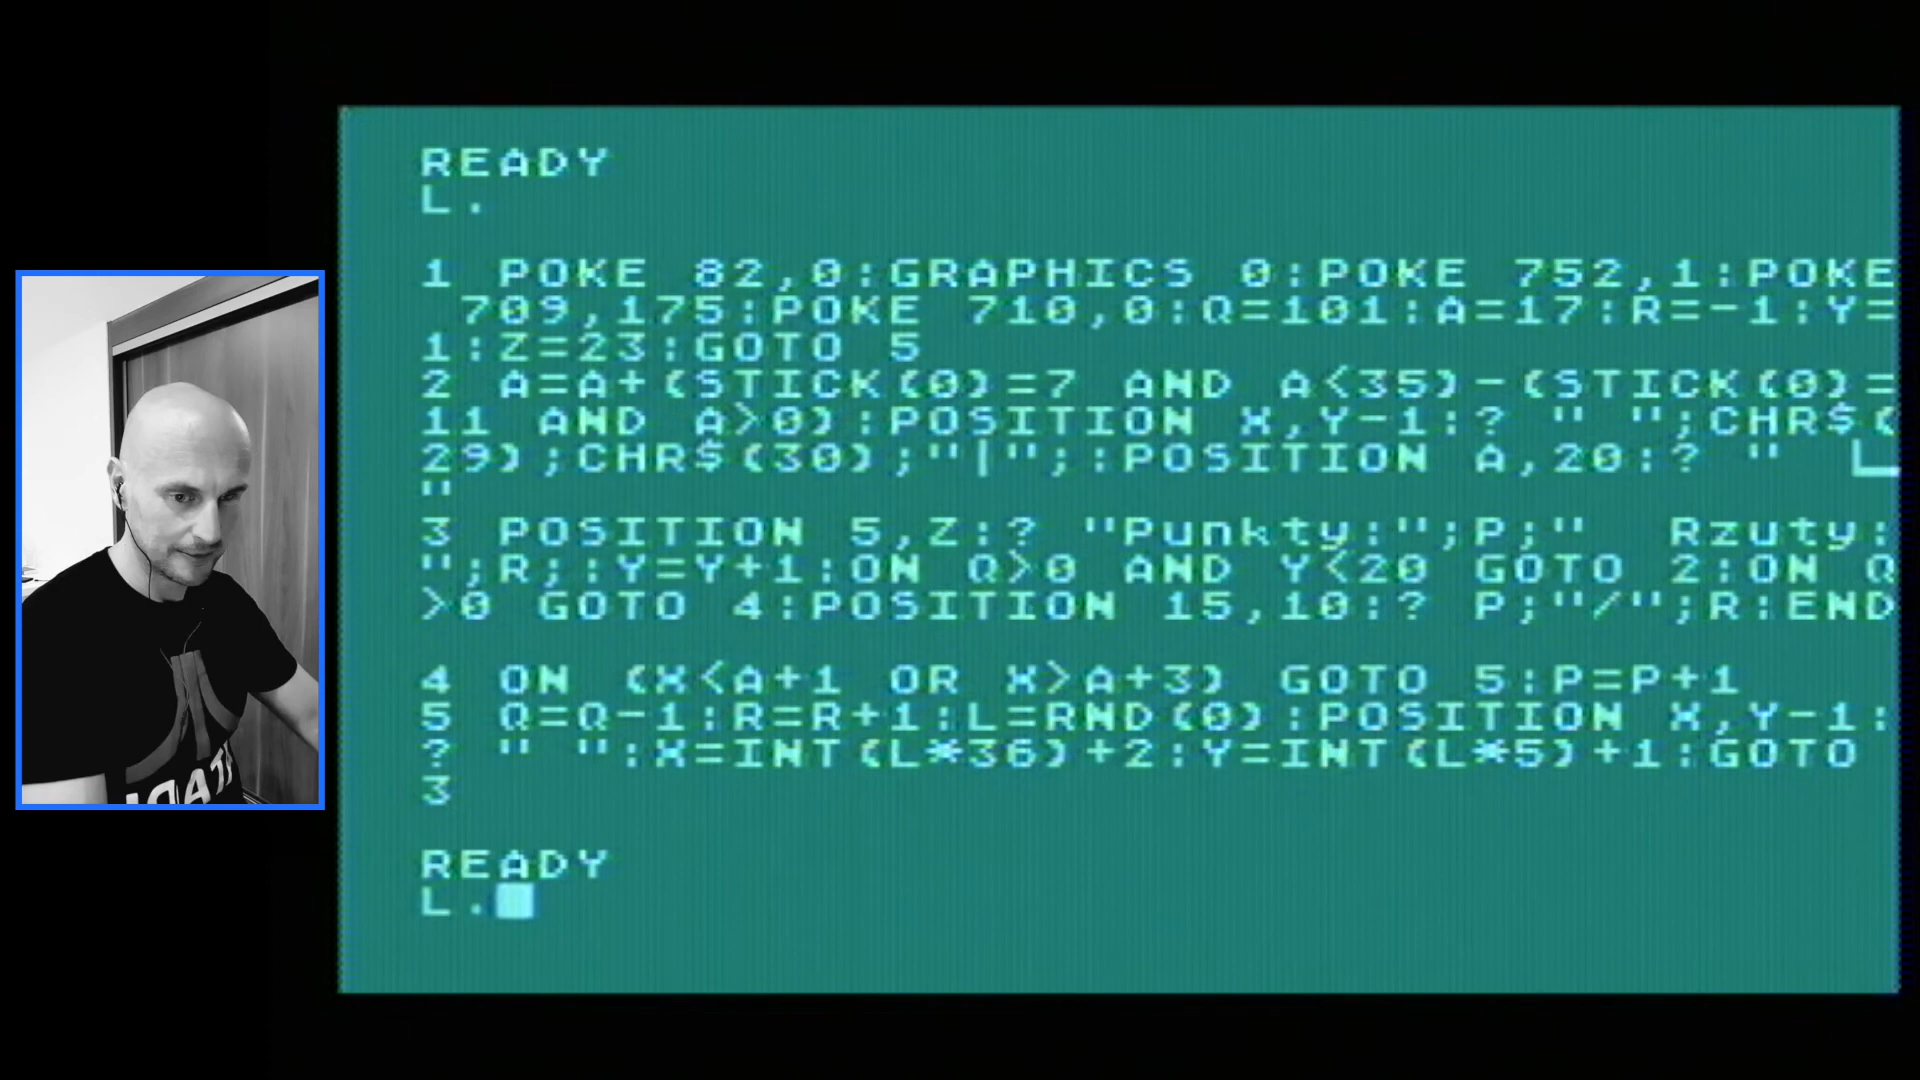 READY
L.
1 POKE 82,0:GRAPHICS 0:POKE 752,1:POKE
709,175:POKE 710,0:Q=101:A=17:R=-1:Y=
1:Z=23:GOTO 5
2 A=A+(STICK(0)=7 AND A<35)-(STICK(0)=
11 AND A>0):POSITION X,Y-1:? " ";CHR$(
29);CHR$(30);"|";:POSITION A,20:? "
"
3 POSITION 5,Z:? "Punkty:";P;"  Rzuty:
";R;:Y=Y+1:ON Q>0 AND Y<20 GOTO 2:ON Q
>0 GOTO 4:POSITION 15,10:? P;"/";R:END
4 ON (X<A+1 OR X>A+3) GOTO 5:P=P+1
5 Q=Q-1:R=R+1:L=RND(0):POSITION X,Y-1:
? " ":X=INT(L*36)+2:Y=INT(L*5)+1:GOTO
3
READY
L.